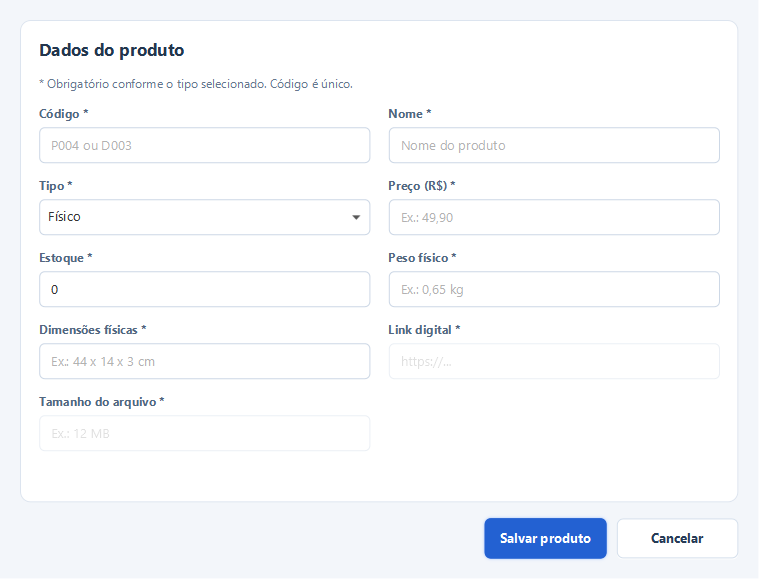 Dados do produto
* Obrigatório conforme o tipo selecionado. Código é único.
Código *
Nome *
P004 ou D003
Nome do produto
Tipo *
Preço (R$) *
Físico
Ex.: 49,90
Estoque *
Peso físico *
0
Ex.: 0,65 kg
Dimensões físicas *
Link digital *
Ex.: 44 x 14 x 3 cm
https://...
Tamanho do arquivo *
Ex.: 12 MB
Salvar produto
Cancelar